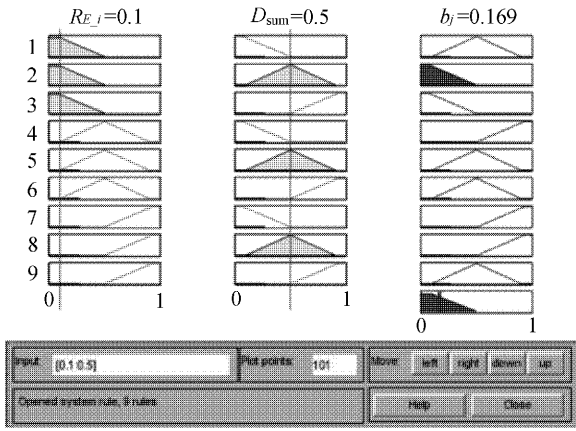 R_E_i=0.1 D_sum=0.5 b_j=0.169
1
2
3
4
5
6
7
8
9
0 1 0 1 0 1
Input: [0.1 0.5] Plot points: 101 Move: left right down up
Opened system rule, 9 rules Help Close